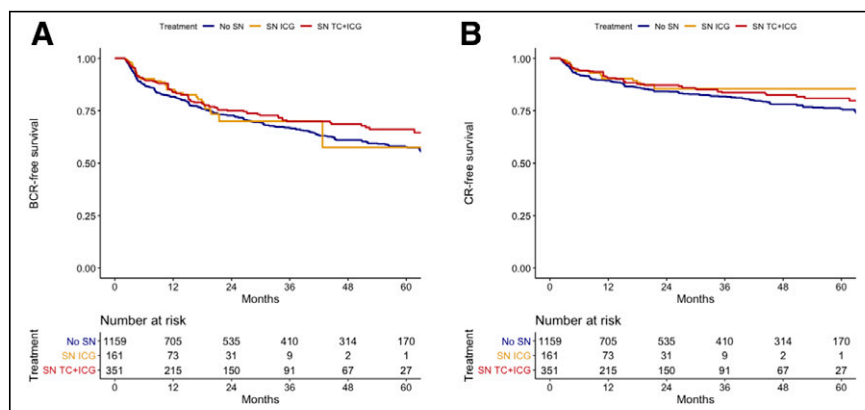 A
Treatment No SN SN ICG SN TC+ICG
BCR-free survival
1.00
0.75
0.50
0.25
0.00
0 12 24 36 48 60
Months
Number at risk
Treatment
No SN 1159 705 535 410 314 170
SN ICG 161 73 31 9 2 1
SN TC+ICG 351 215 150 91 67 27
0 12 24 36 48 60
Months
B
Treatment No SN SN ICG SN TC+ICG
CR-free survival
1.00
0.75
0.50
0.25
0.00
0 12 24 36 48 60
Months
Number at risk
Treatment
No SN 1159 705 535 410 314 170
SN ICG 161 73 31 9 2 1
SN TC+ICG 351 215 150 91 67 27
0 12 24 36 48 60
Months